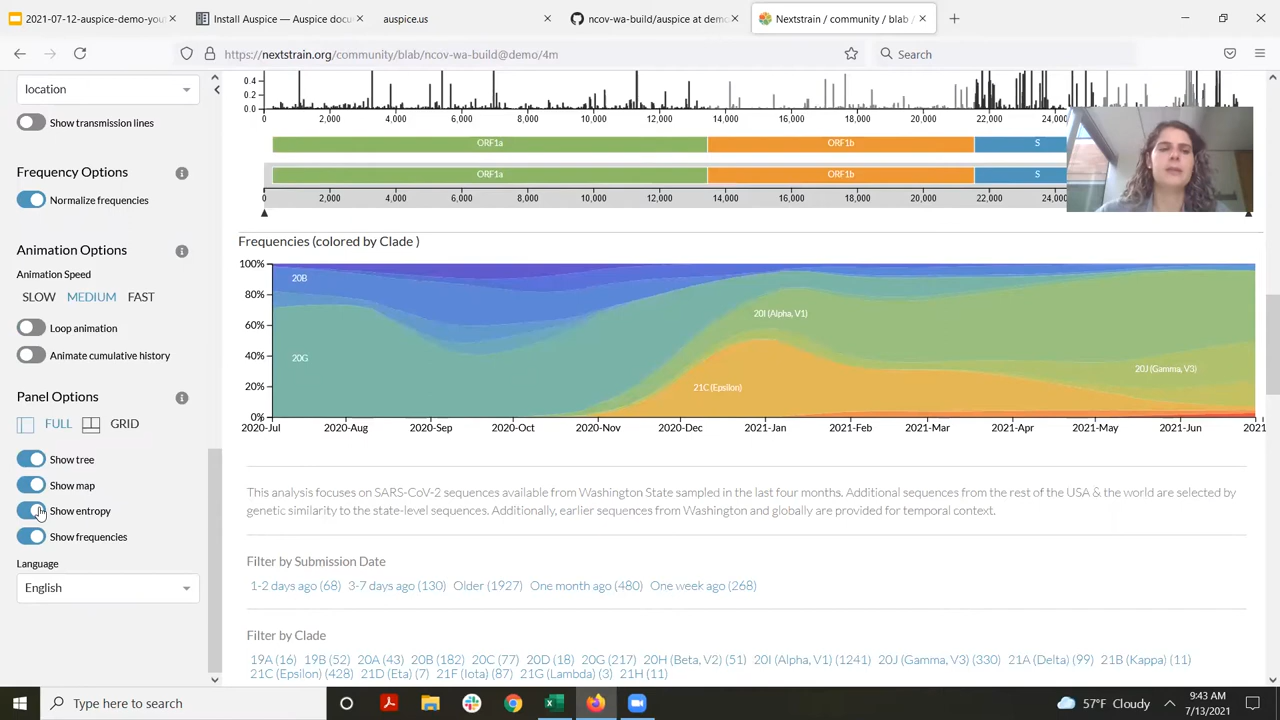 2021-07-12-auspice-demo-you
Install Auspice — Auspice docu
auspice.us
ncov-wa-build/auspice at dem
Nextstrain / community / blab /
https://nextstrain.org/community/blab/ncov-wa-build@demo/4m
Search
location
Show transmission lines
Frequency Options
Normalize frequencies
Animation Options
Animation Speed
SLOW MEDIUM FAST
Loop animation
Animate cumulative history
Panel Options
FULL GRID
Show tree
Show map
Show entropy
Show frequencies
Language
English
0.4
0.2
0.0
0 2,000 4,000 6,000 8,000 10,000 12,000 14,000 16,000 18,000 20,000 22,000 24,000
ORF1a ORF1b S
ORF1a ORF1b S
0 2,000 4,000 6,000 8,000 10,000 12,000 14,000 16,000 18,000 20,000 22,000 24,000
Frequencies (colored by Clade )
100%
80%
60%
40%
20%
0%
20B
20G
20I (Alpha, V1)
21C (Epsilon)
20J (Gamma, V3)
2020-Jul 2020-Aug 2020-Sep 2020-Oct 2020-Nov 2020-Dec 2021-Jan 2021-Feb 2021-Mar 2021-Apr 2021-May 2021-Jun 2021
This analysis focuses on SARS-CoV-2 sequences available from Washington State sampled in the last four months. Additional sequences from the rest of the USA & the world are selected by
genetic similarity to the state-level sequences. Additionally, earlier sequences from Washington and globally are provided for temporal context.
Filter by Submission Date
1-2 days ago (68) 3-7 days ago (130) Older (1927) One month ago (480) One week ago (268)
Filter by Clade
19A (16) 19B (52) 20A (43) 20B (182) 20C (77) 20D (18) 20G (217) 20H (Beta, V2) (51) 20I (Alpha, V1) (1241) 20J (Gamma, V3) (330) 21A (Delta) (99) 21B (Kappa) (11)
21C (Epsilon) (428) 21D (Eta) (7) 21F (Iota) (87) 21G (Lambda) (3) 21H (11)
Type here to search
57°F Cloudy
9:43 AM
7/13/2021